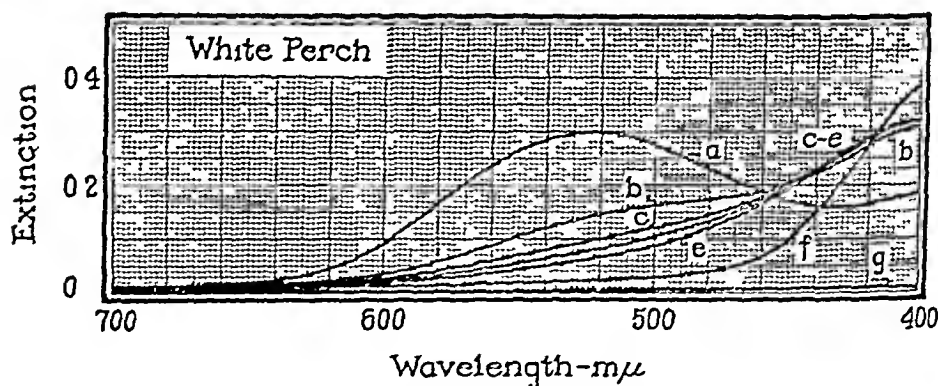 White Perch
Extinction
0 4
0 2
0
a
b
c
e
c-e
b
f
g
700 600 500 400
Wavelength-mμ